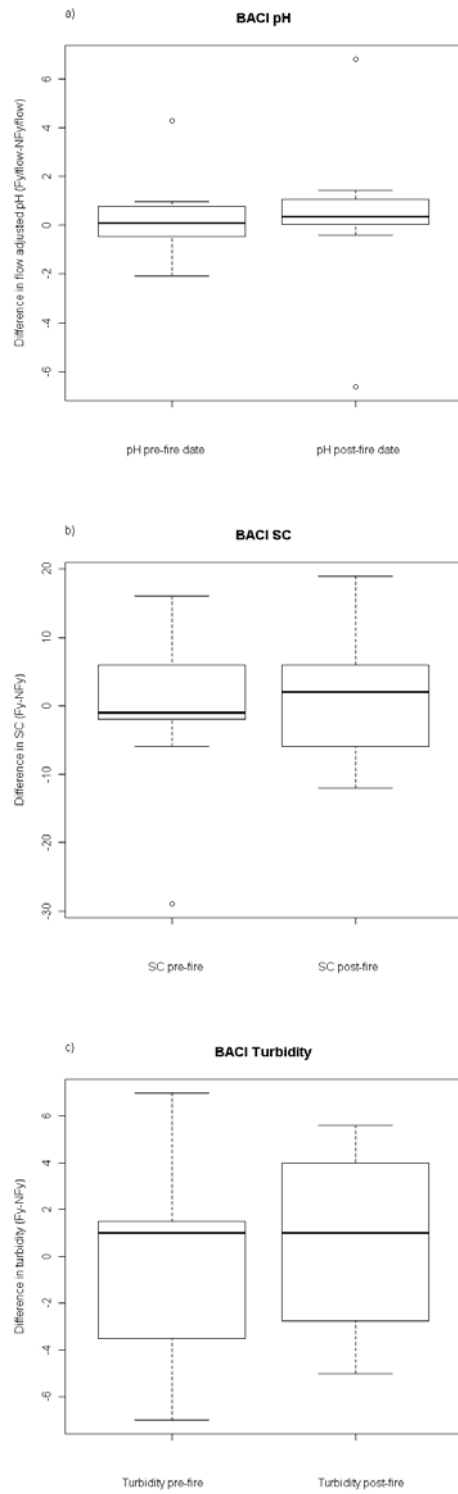 a)
BACI pH
Difference in flow adjusted pH (Fy/flow-NFy/flow)
6
4
2
0
-2
-4
-6
pH pre-fire date
pH post-fire date
b)
BACI SC
Difference in SC (Fy-NFy)
20
10
0
-10
-20
-30
SC pre-fire
SC post-fire
c)
BACI Turbidity
Difference in turbidity (Fy-NFy)
6
4
2
0
-2
-4
-6
Turbidity pre-fire
Turbidity post-fire